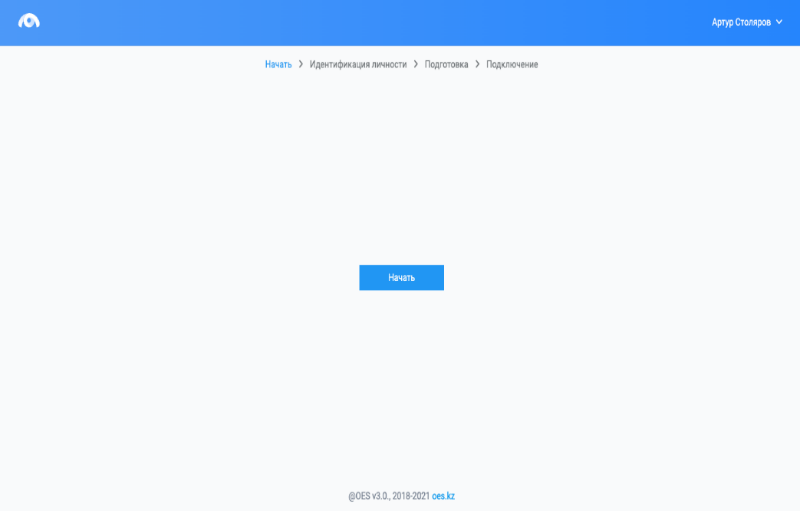 Артур Столяров
Начать > Идентификация личности > Подготовка > Подключение
Начать
@OES v3.0., 2018-2021 oes.kz